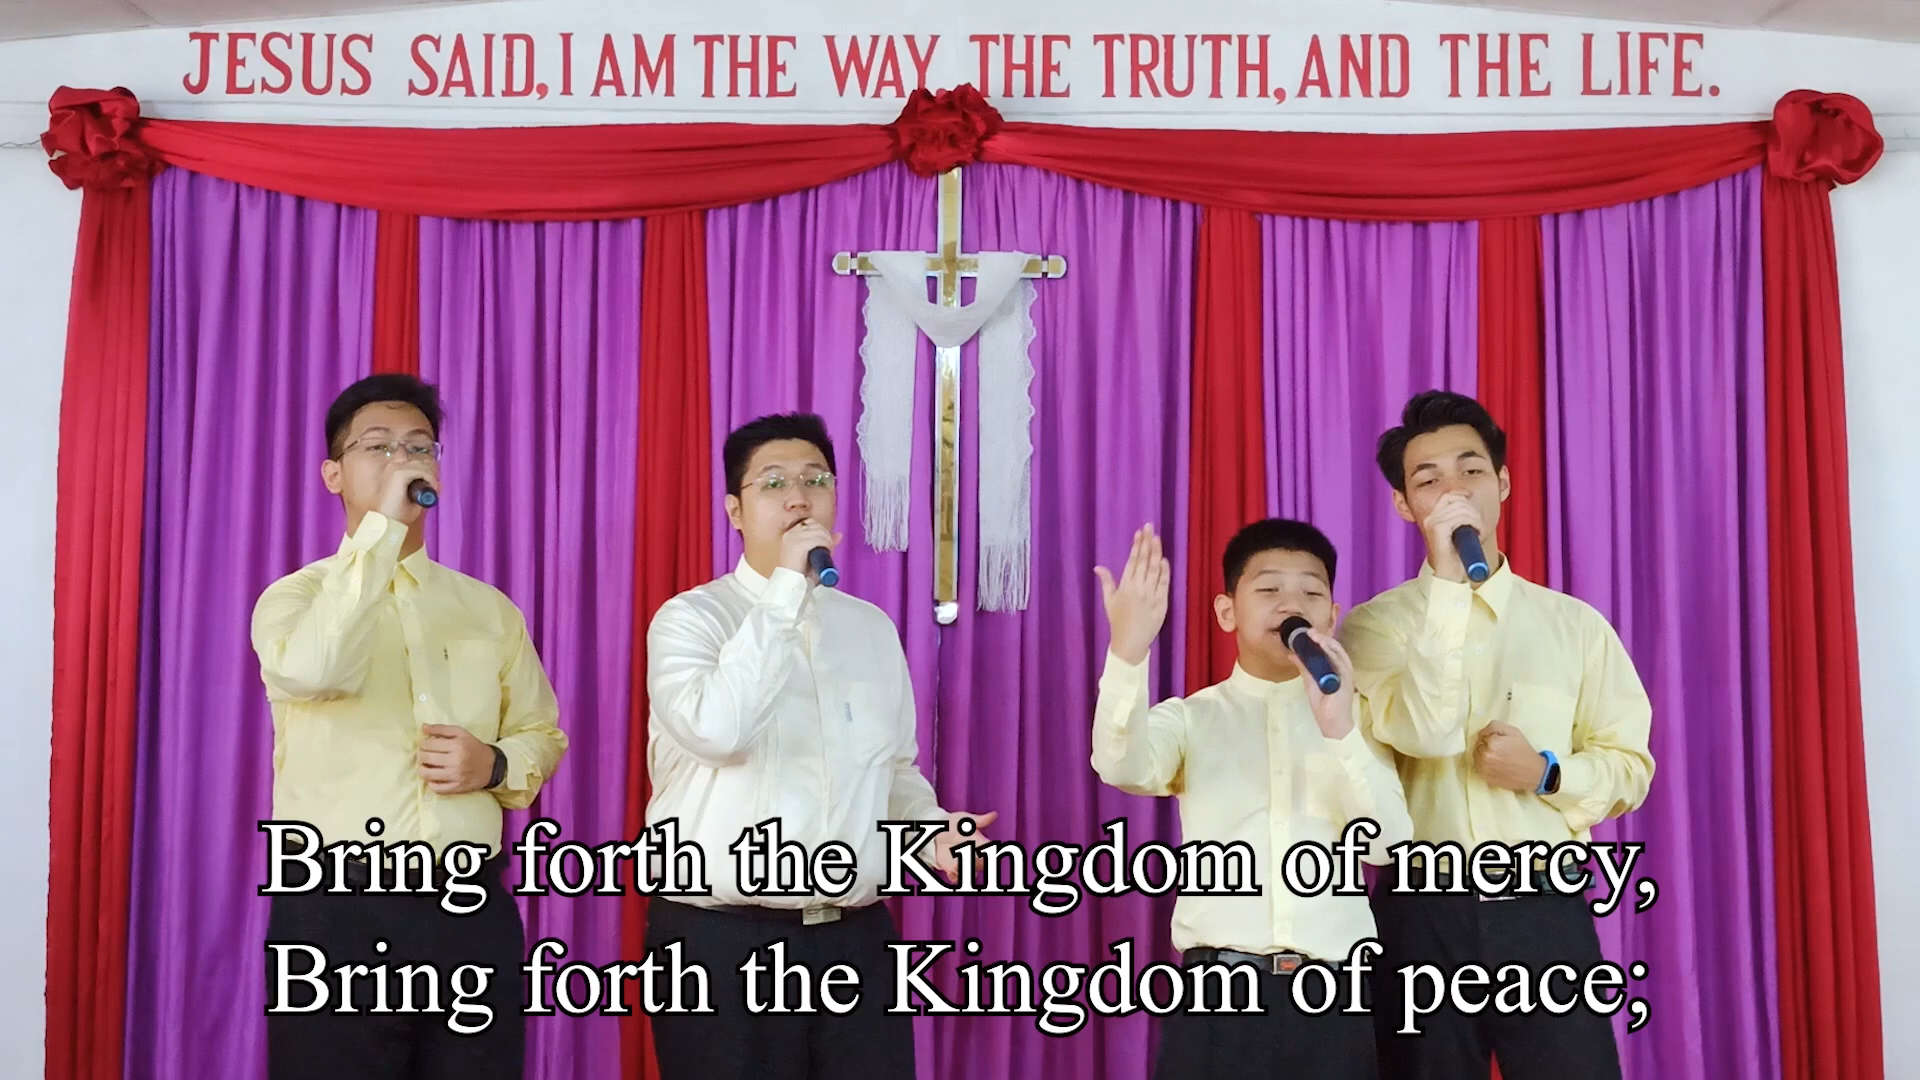 JESUS SAID, I AM THE WAY, THE TRUTH, AND THE LIFE.
Bring forth the Kingdom of mercy,
Bring forth the Kingdom of peace;